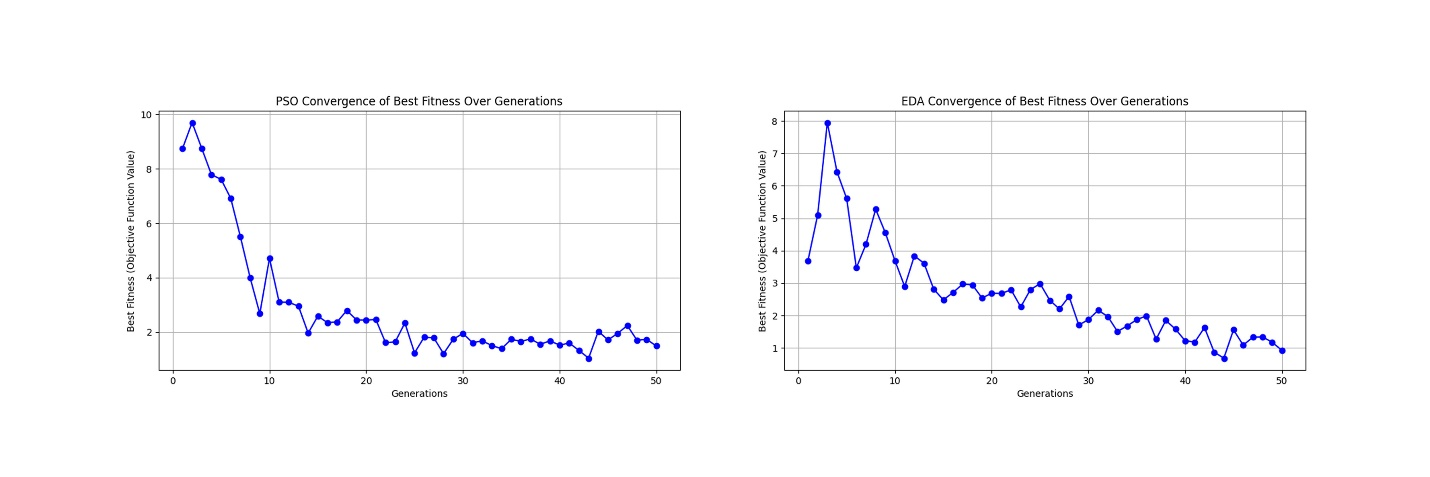 PSO Convergence of Best Fitness Over Generations
Best Fitness (Objective Function Value)
10
8
6
4
2
0 10 20 30 40 50
Generations
EDA Convergence of Best Fitness Over Generations
Best Fitness (Objective Function Value)
8
7
6
5
4
3
2
1
0 10 20 30 40 50
Generations